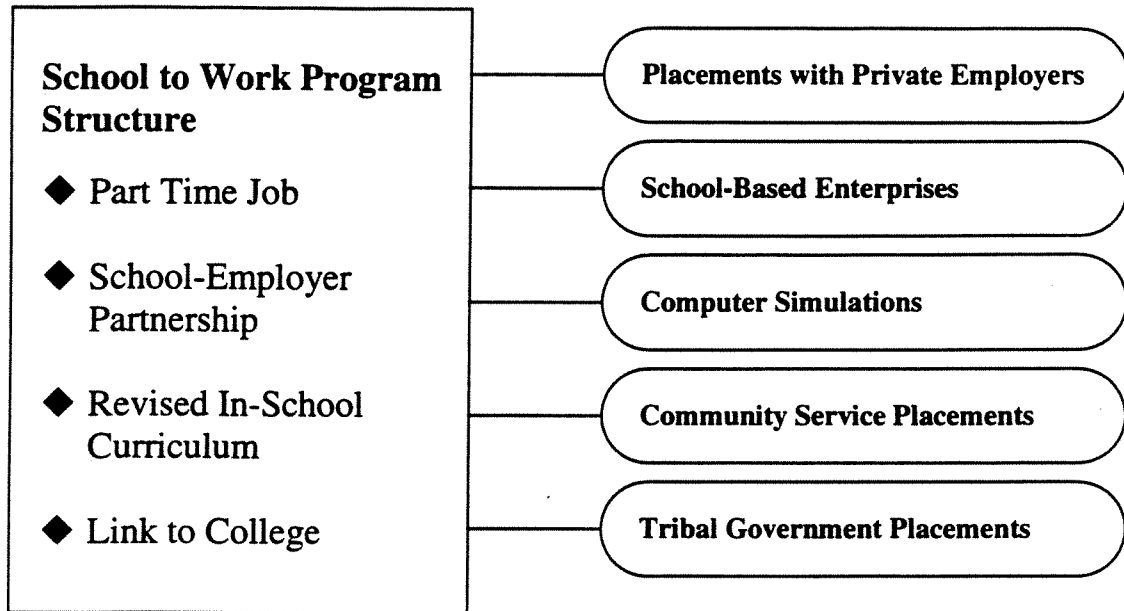 School to Work Program
Structure
◆ Part Time Job
◆ School-Employer
Partnership
◆ Revised In-School
Curriculum
◆ Link to College
Placements with Private Employers
School-Based Enterprises
Computer Simulations
Community Service Placements
Tribal Government Placements